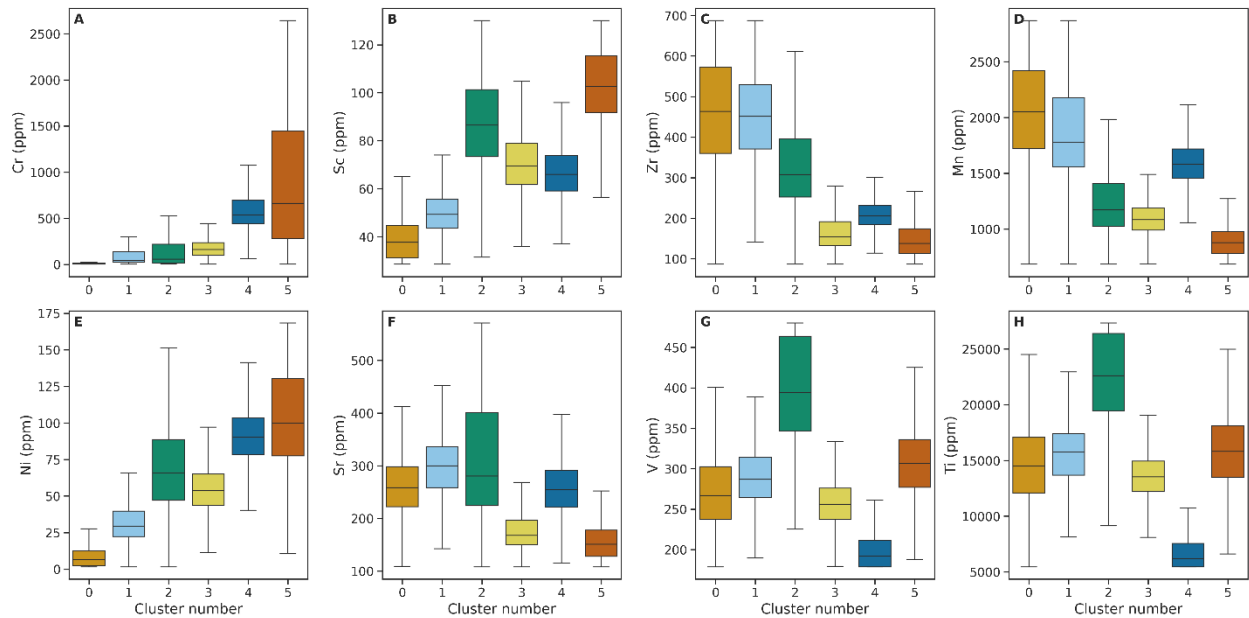 A
B
C
D
Cr (ppm)
2500
2000
1500
1000
500
0
0 1 2 3 4 5
Sc (ppm)
120
100
80
60
40
0 1 2 3 4 5
Zr (ppm)
700
600
500
400
300
200
100
0 1 2 3 4 5
Mn (ppm)
2500
2000
1500
1000
0 1 2 3 4 5
E
F
G
H
Ni (ppm)
175
150
125
100
75
50
25
0
0 1 2 3 4 5
Cluster number
Sr (ppm)
500
400
300
200
100
0 1 2 3 4 5
Cluster number
V (ppm)
450
400
350
300
250
200
0 1 2 3 4 5
Cluster number
Ti (ppm)
25000
20000
15000
10000
5000
0 1 2 3 4 5
Cluster number